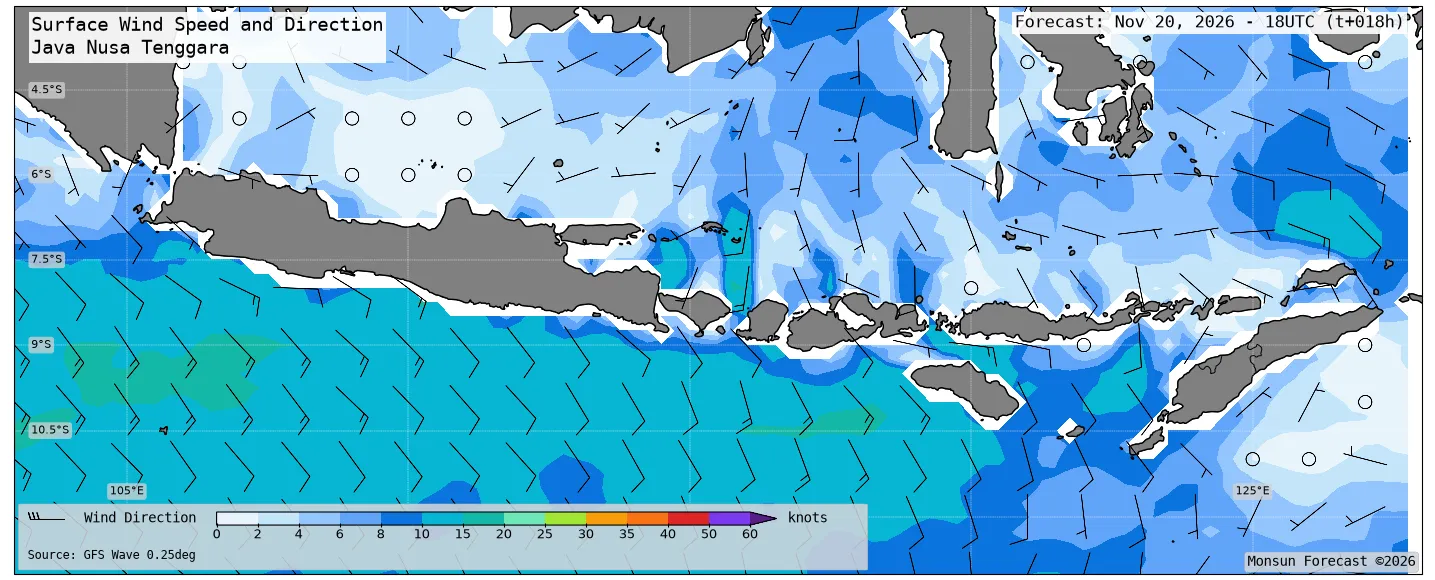 Surface Wind Speed and Direction
Java Nusa Tenggara
Forecast: Nov 20, 2026 - 18UTC (t+018h)
4.5°S
6°S
7.5°S
9°S
10.5°S
105°E
125°E
Wind Direction
0 2 4 6 8 10 15 20 25 30 35 40 50 60
knots
Source: GFS Wave 0.25deg
Monsun Forecast ©2026